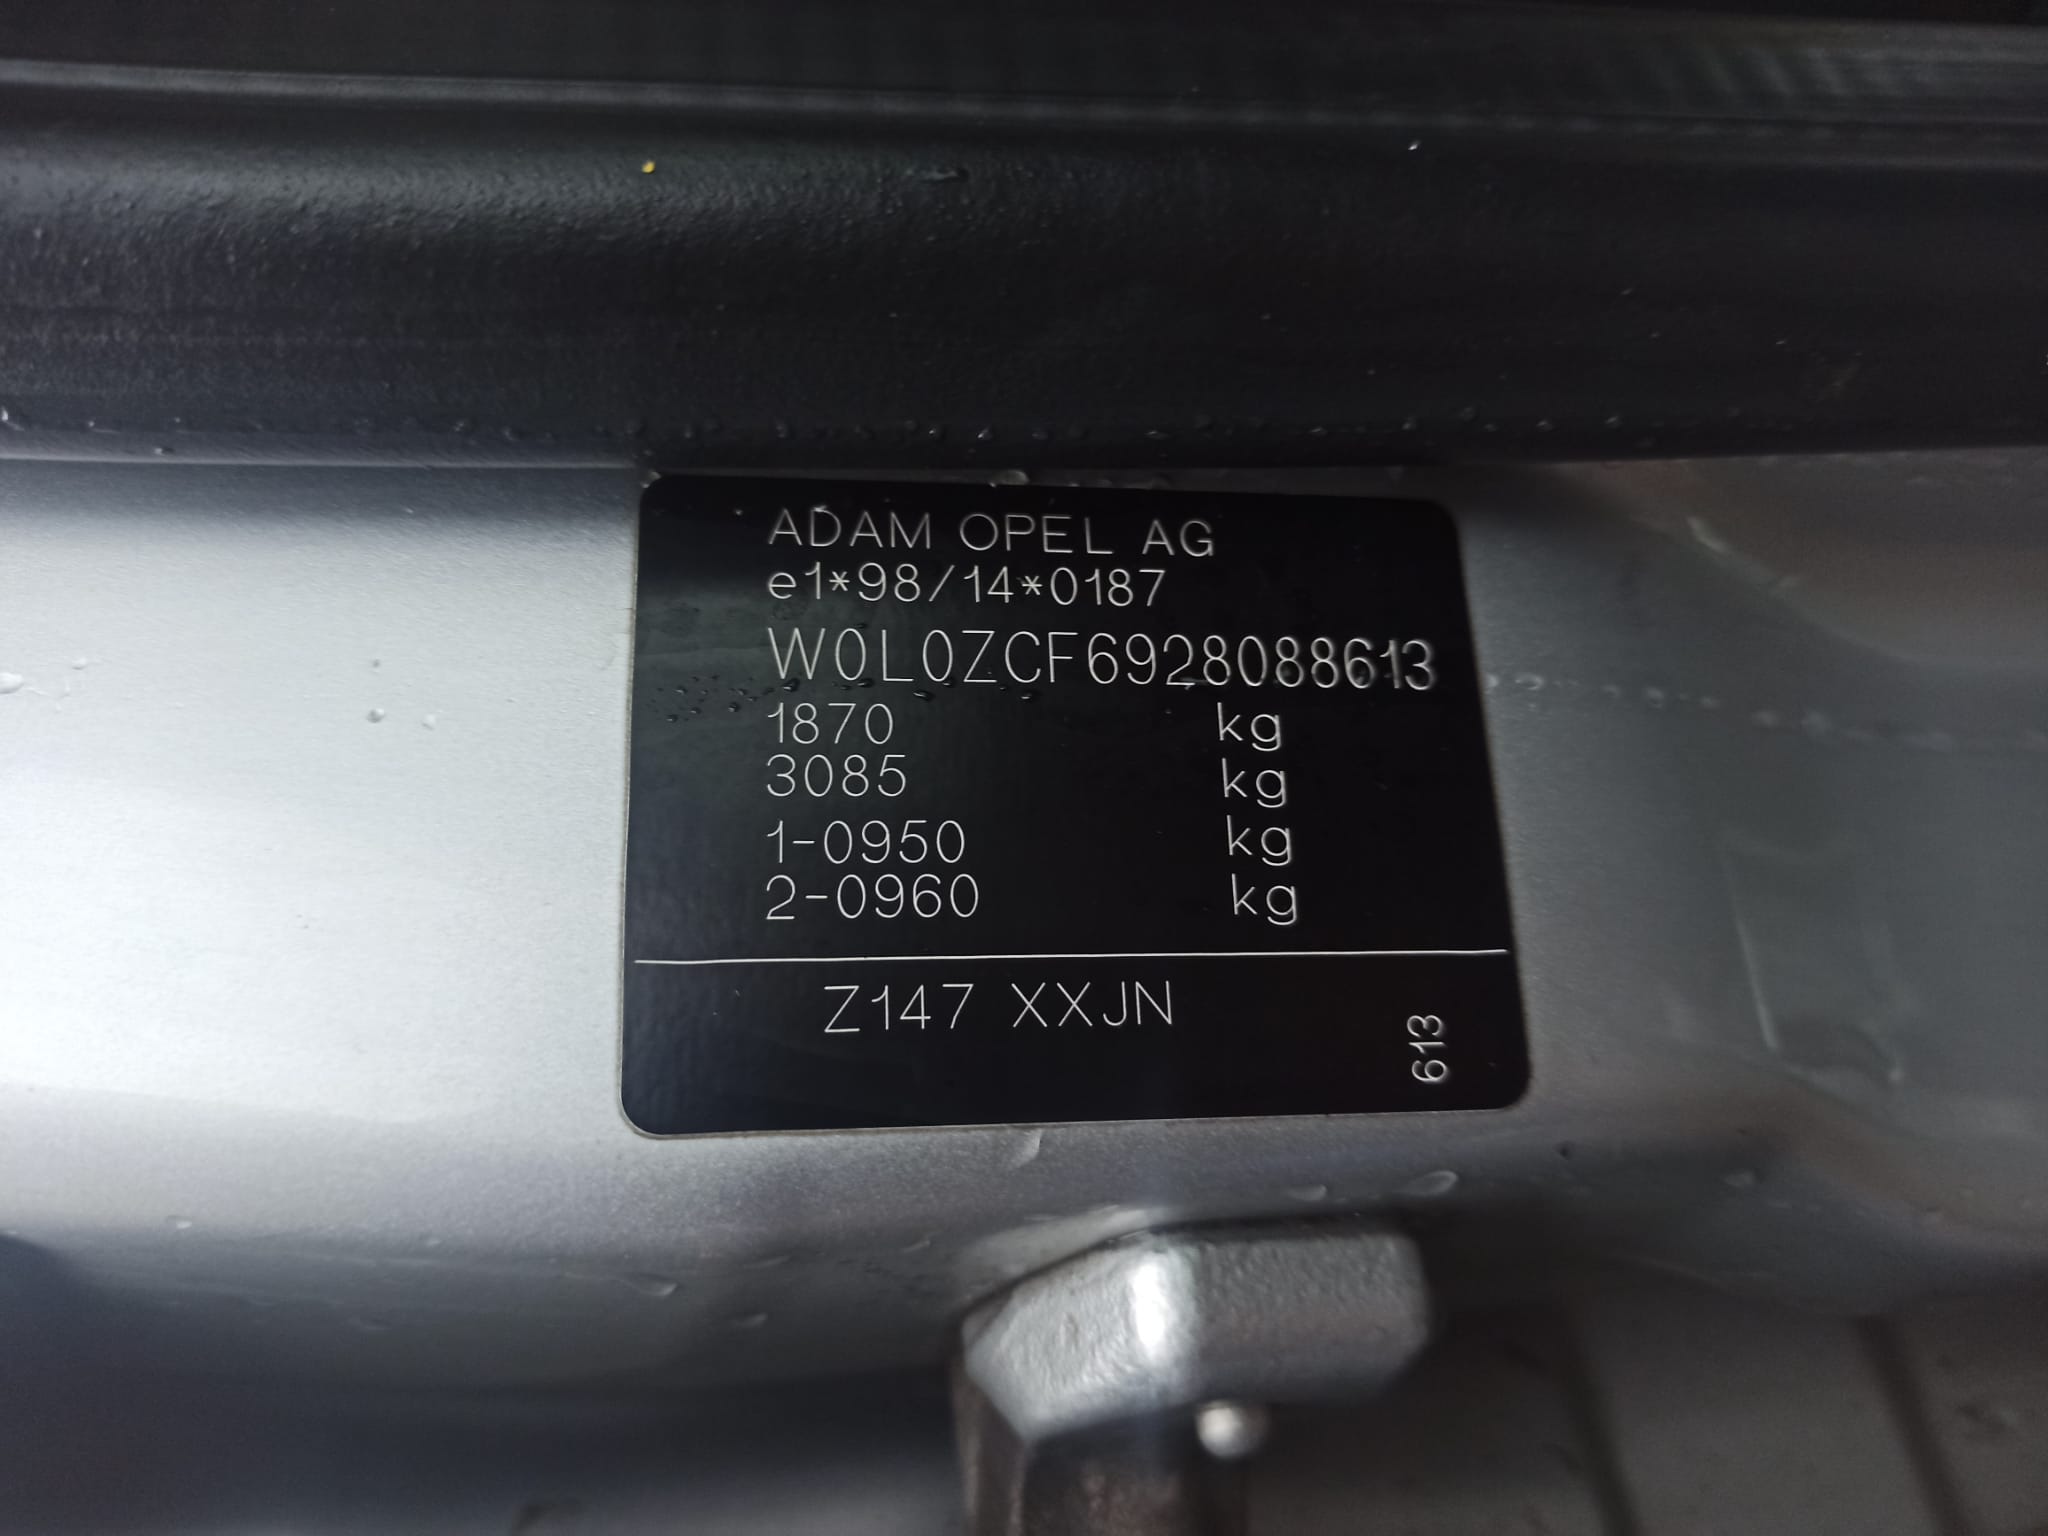 ADAM OPEL AG
e1*98/14*0187
W0L0ZCF6928088613
1870 kg
3085 kg
1-0950 kg
2-0960 kg
Z147 XXJN
613